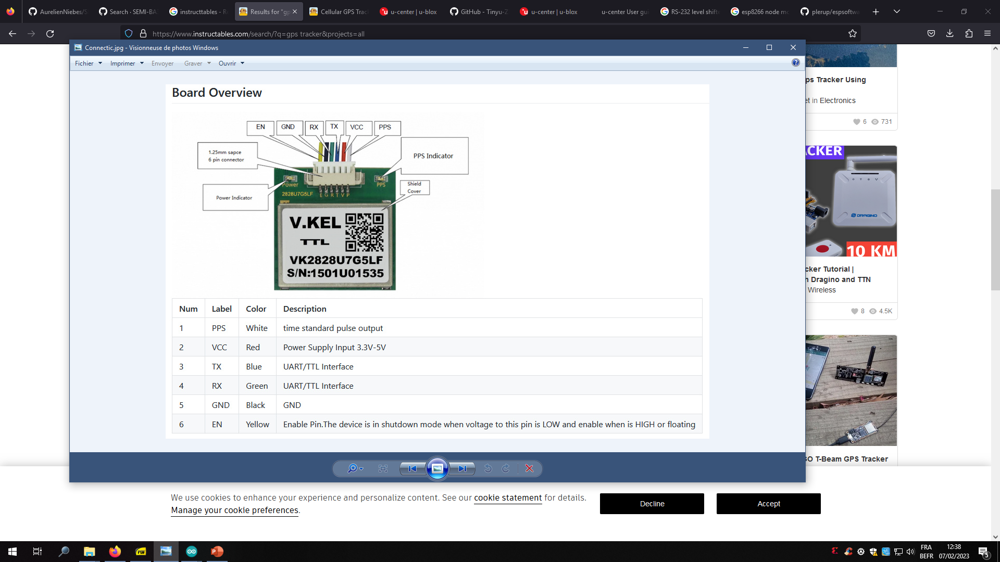 AurelienNiebes/S
Search · SEMI-BA
instructtables - R
Results for "gp
Cellular GPS Trac
u-center | u-blox
GitHub - Tinyu-Z
u-center | u-blox
u-center User gu
RS-232 level shift
esp8266 node m
plerup/espsoftwa
https://www.instructables.com/search/?q=gps tracker&projects=all
Connectic.jpg - Visionneuse de photos Windows
Fichier Imprimer Envoyer Graver Ouvrir
Board Overview
EN GND RX TX VCC PPS
1.25mm sapce
6 pin connector
PPS Indicator
Power Indicator
Shield
Cover
Power
PPS
2828U7G5LF
E G R T V P
V.KEL
TTL
VK2828U7G5LF
S/N:1501U01535
Num Label Color Description
1 PPS White time standard pulse output
2 VCC Red Power Supply Input 3.3V-5V
3 TX Blue UART/TTL Interface
4 RX Green UART/TTL Interface
5 GND Black GND
6 EN Yellow Enable Pin.The device is in shutdown mode when voltage to this pin is LOW and enable when is HIGH or floating
ps Tracker Using
et in Electronics
6 731
ACKER
DRAGINO
10 KM
cker Tutorial |
n Dragino and TTN
Wireless
8 4.5K
GO T-Beam GPS Tracker
We use cookies to enhance your experience and personalize content. See our cookie statement for details.
Manage your cookie preferences.
Decline
Accept
PDF
FRA
BEFR
12:38
07/02/2023
5